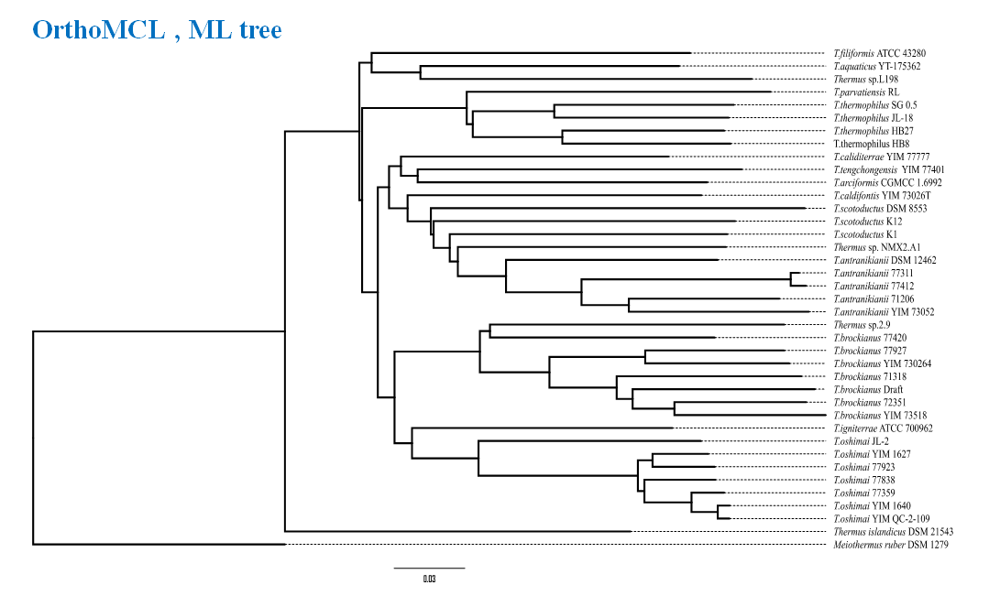 OrthoMCL , ML tree
T.filiformis ATCC 43280
T.aquaticus YT-175362
Thermus sp.L198
T.parvatiensis RL
T.thermophilus SG 0.5
T.thermophilus JL-18
T.thermophilus HB27
T.thermophilus HB8
T.caliditerrae YIM 77777
T.tengchongensis YIM 77401
T.arciformis CGMCC 1.6992
T.caldifontis YIM 73026T
T.scotoductus DSM 8553
T.scotoductus K12
T.scotoductus K1
Thermus sp. NMX2.A1
T.antranikianii DSM 12462
T.antranikianii 77311
T.antranikianii 77412
T.antranikianii 71206
T.antranikianii YIM 73052
Thermus sp.2.9
T.brockianus 77420
T.brockianus 77927
T.brockianus YIM 730264
T.brockianus 71318
T.brockianus Draft
T.brockianus 72351
T.brockianus YIM 73518
T.igniterrae ATCC 700962
T.oshimai JL-2
T.oshimai YIM 1627
T.oshimai 77923
T.oshimai 77838
T.oshimai 77359
T.oshimai YIM 1640
T.oshimai YIM QC-2-109
Thermus islandicus DSM 21543
Meiothermus ruber DSM 1279
0.03